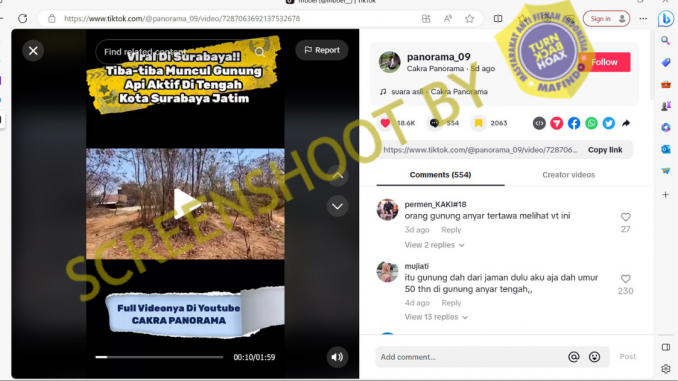 mboer (@mboer__) | TikTok
https://www.tiktok.com/@panorama_09/video/7287063692137532678
Sign in
Find related content
Report
Viral Di Surabaya!!
Tiba-tiba Muncul Gunung
Api Aktif Di Tengah
Kota Surabaya Jatim
Full Videonya Di Youtube
CAKRA PANORAMA
00:10/01:59
SCREENSHOOT BY
MASYARAKAT ANTI FITNAH INDONESIA
TURN
BACK
HOAX
MAFINDO
panorama_09
Cakra Panorama · 5d ago
Follow
suara asli - Cakra Panorama
18.6K
554
2063
https://www.tiktok.com/@panorama_09/video/728706...
Copy link
Comments (554)
Creator videos
permen_KAKI#18
orang gunung anyar tertawa melihat vt ini
27
3d ago
Reply
View 2 replies
mujiati
itu gunung dah dari jaman dulu aku aja dah umur
50 thn di gunung anyar tengah,,
230
4d ago
Reply
View 13 replies
Add comment...
Post